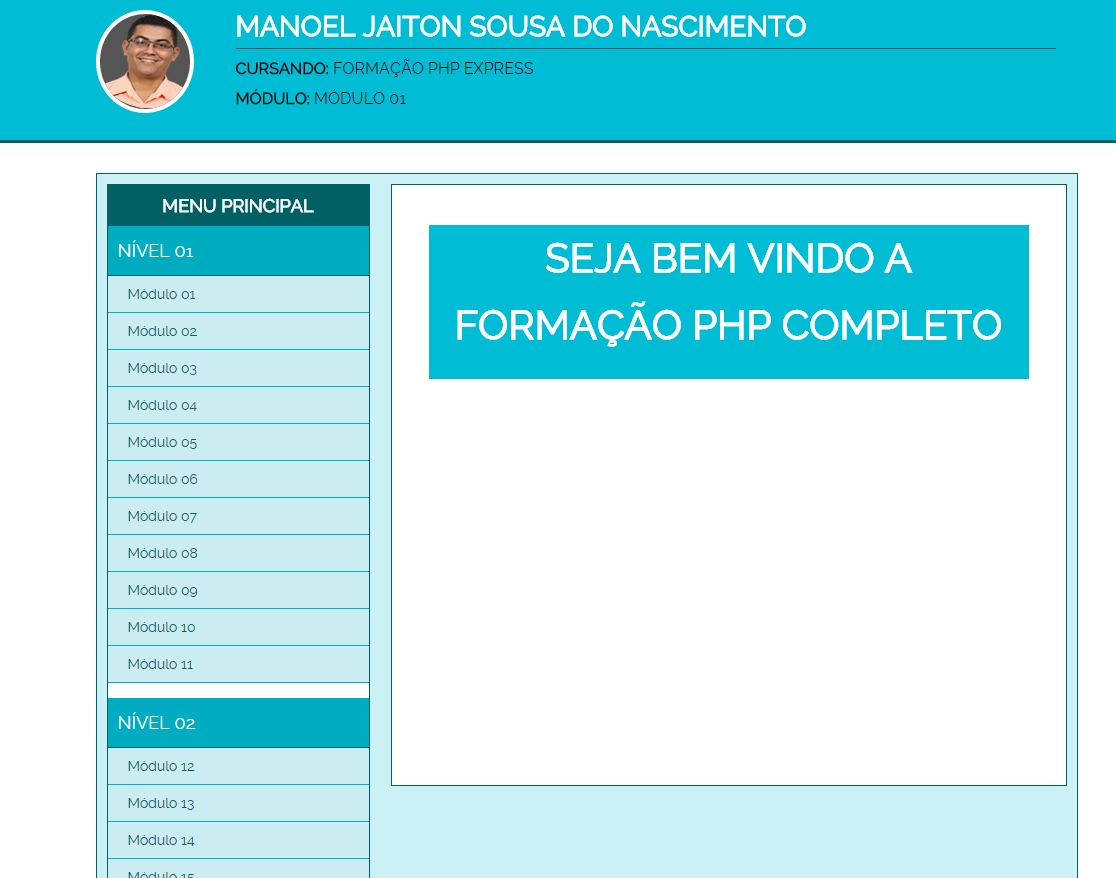 MANOEL JAITON SOUSA DO NASCIMENTO
CURSANDO: FORMAÇÃO PHP EXPRESS
MÓDULO: MÓDULO 01
MENU PRINCIPAL
NÍVEL 01
Módulo 01
Módulo 02
Módulo 03
Módulo 04
Módulo 05
Módulo 06
Módulo 07
Módulo 08
Módulo 09
Módulo 10
Módulo 11
NÍVEL 02
Módulo 12
Módulo 13
Módulo 14
Módulo 15
SEJA BEM VINDO A
FORMAÇÃO PHP COMPLETO